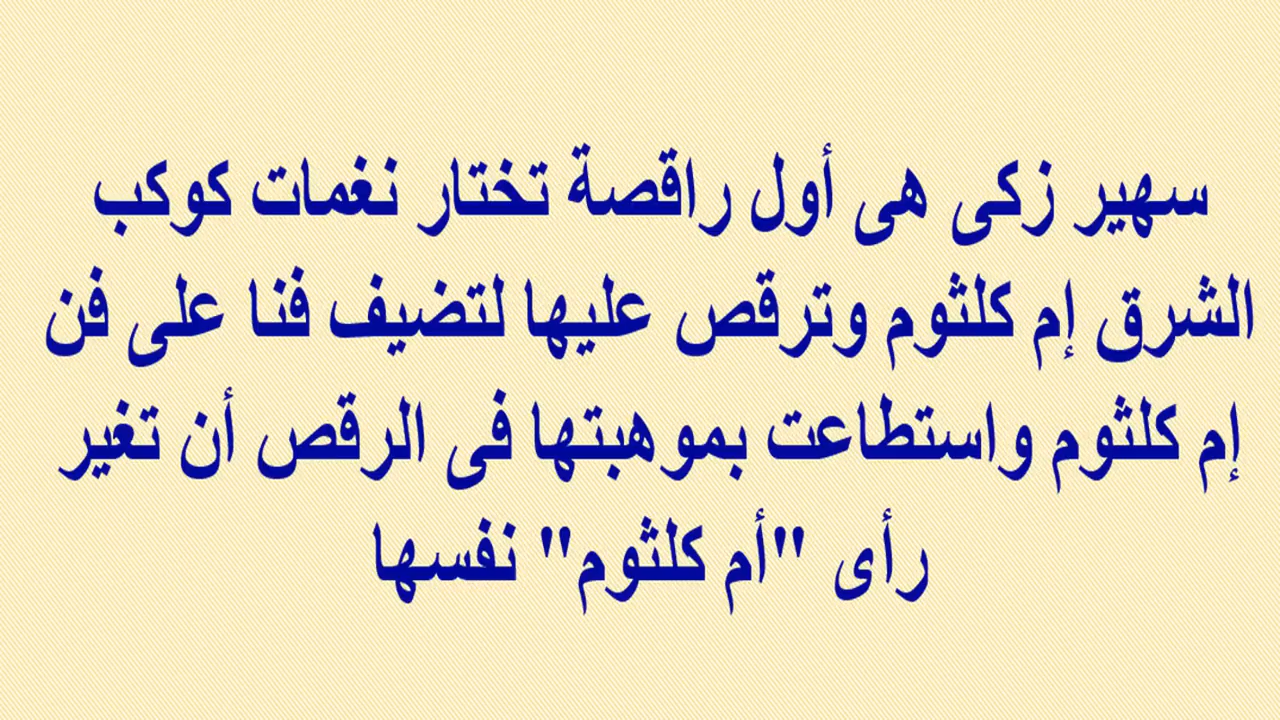 سهير زكى هى أول راقصة تختار نغمات كوكب
الشرق إم كلثوم وترقص عليها لتضيف فنا على فن
إم كلثوم واستطاعت بموهبتها فى الرقص أن تغير
رأى "أم كلثوم" نفسها